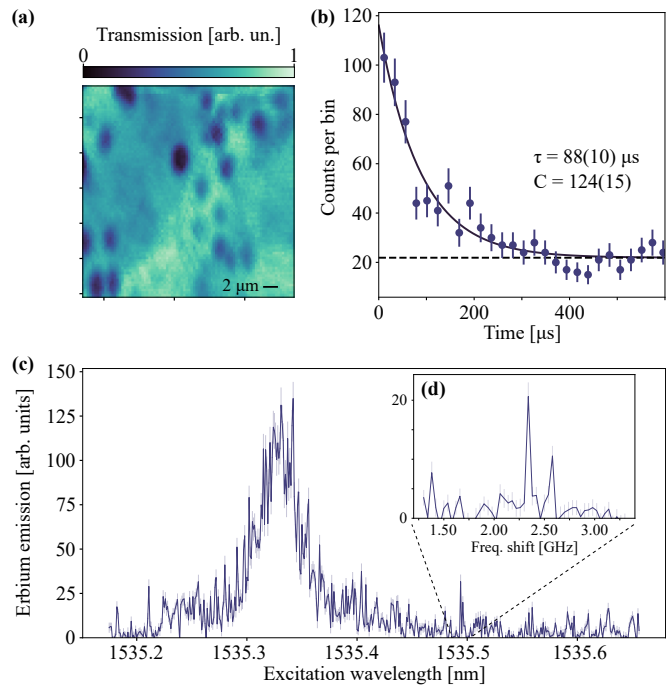 (a)
Transmission [arb. un.]
0 1
2 μm
(b)
Counts per bin
120
100
80
60
40
20
0
τ = 88(10) μs
C = 124(15)
0 200 400
Time [μs]
(c)
Erbium emission [arb. units]
150
125
100
75
50
25
0
1535.2 1535.3 1535.4 1535.5 1535.6
Excitation wavelength [nm]
(d)
20
0
1.50 2.00 2.50 3.00
Freq. shift [GHz]